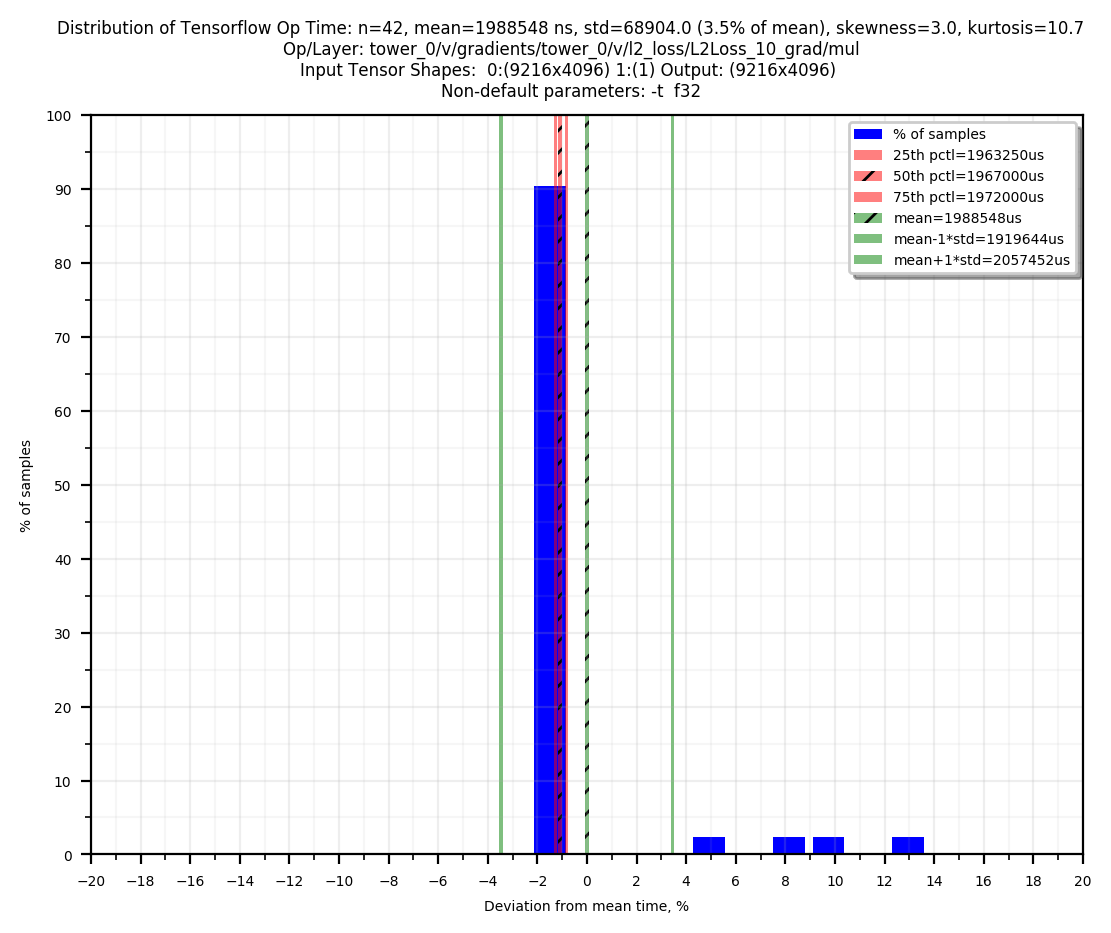 Distribution of Tensorflow Op Time: n=42, mean=1988548 ns, std=68904.0 (3.5% of mean), skewness=3.0, kurtosis=10.7
Op/Layer: tower_0/v/gradients/tower_0/v/l2_loss/L2Loss_10_grad/mul
Input Tensor Shapes:  0:(9216x4096) 1:(1) Output: (9216x4096)
Non-default parameters: -t  f32
% of samples
25th pctl=1963250us
50th pctl=1967000us
75th pctl=1972000us
mean=1988548us
mean-1*std=1919644us
mean+1*std=2057452us
% of samples
100
90
80
70
60
50
40
30
20
10
0
−20 −18 −16 −14 −12 −10 −8 −6 −4 −2 0 2 4 6 8 10 12 14 16 18 20
Deviation from mean time, %